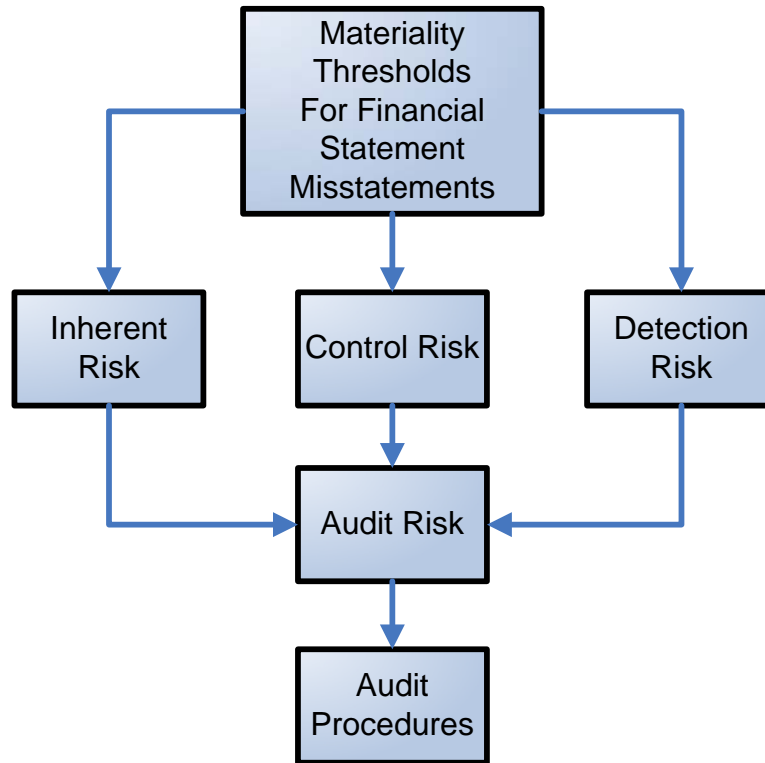 Materiality
Thresholds
For Financial
Statement
Misstatements
Inherent
Risk
Control Risk
Detection
Risk
Audit Risk
Audit
Procedures